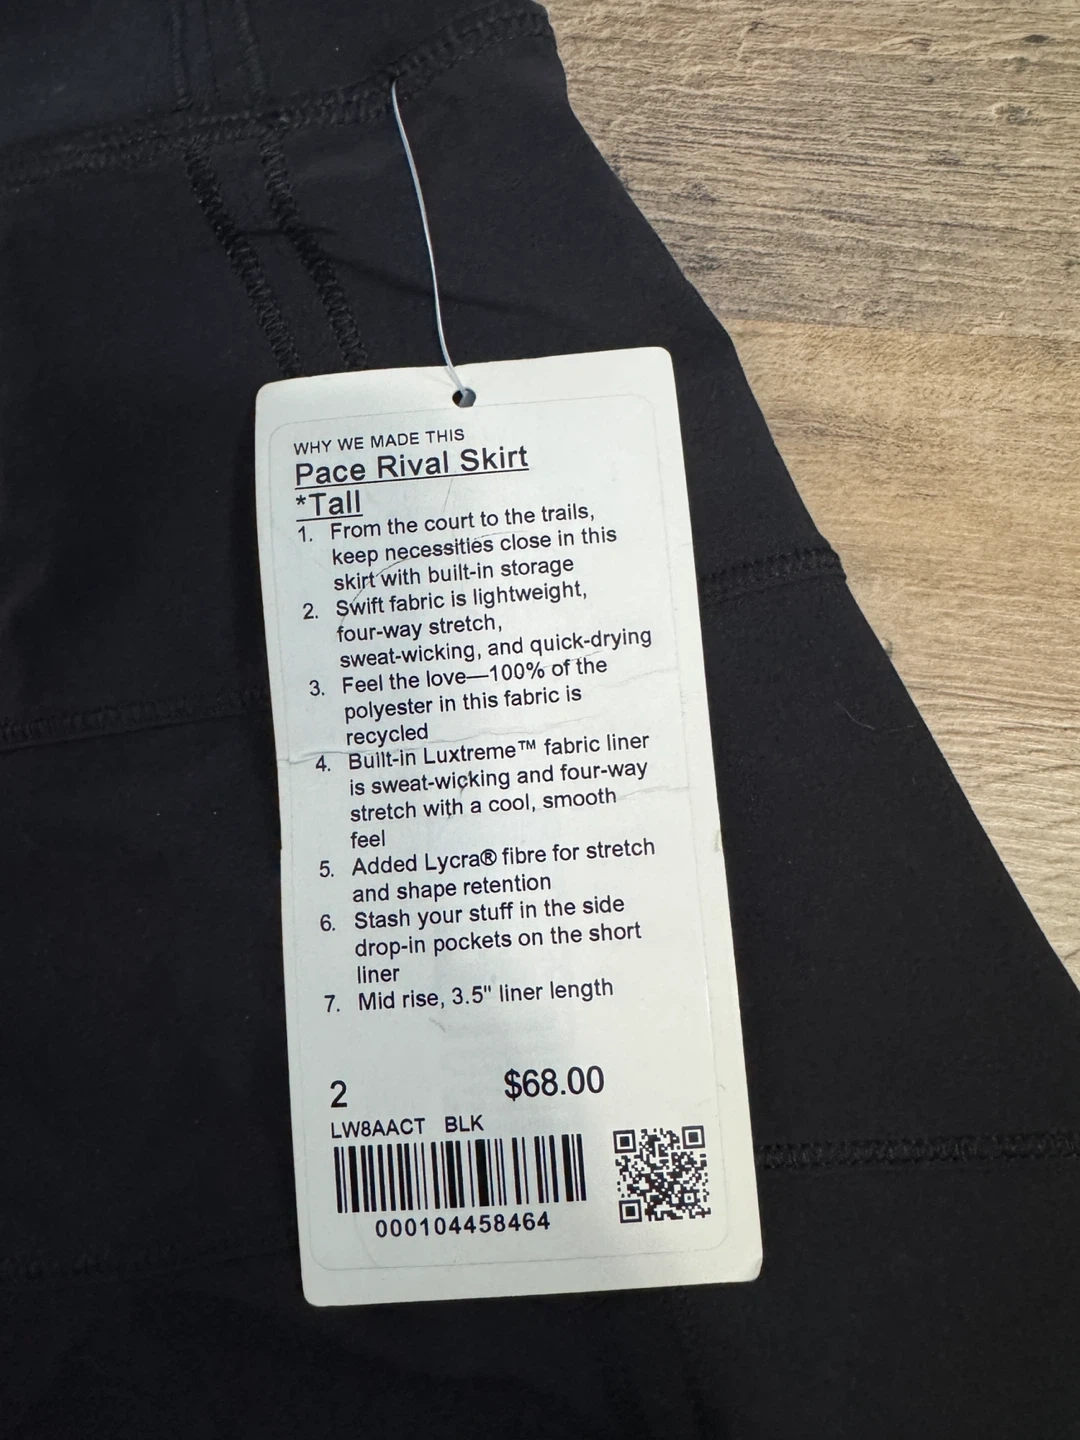 WHY WE MADE THIS
Pace Rival Skirt
*Tall
1. From the court to the trails,
keep necessities close in this
skirt with built-in storage
2. Swift fabric is lightweight,
four-way stretch,
sweat-wicking, and quick-drying
3. Feel the love—100% of the
polyester in this fabric is
recycled
4. Built-in Luxtreme™ fabric liner
is sweat-wicking and four-way
stretch with a cool, smooth
feel
5. Added Lycra® fibre for stretch
and shape retention
6. Stash your stuff in the side
drop-in pockets on the short
liner
7. Mid rise, 3.5" liner length
2 $68.00
LW8AACT BLK
000104458464